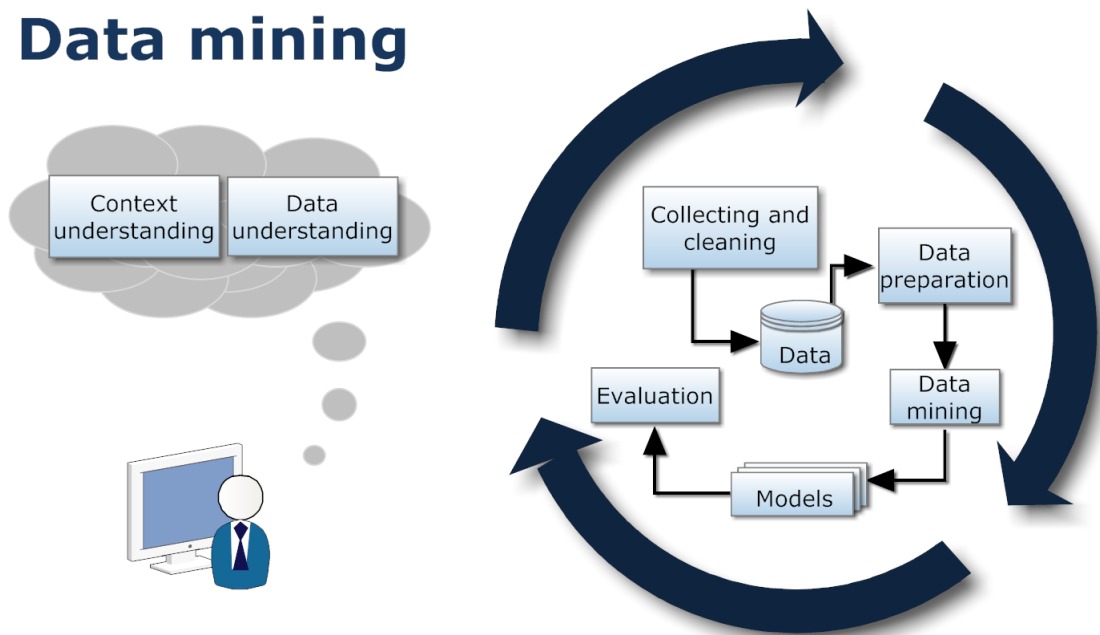 Data mining
Context
understanding
Data
understanding
Collecting and
cleaning
Data
Data
preparation
Data
mining
Models
Evaluation